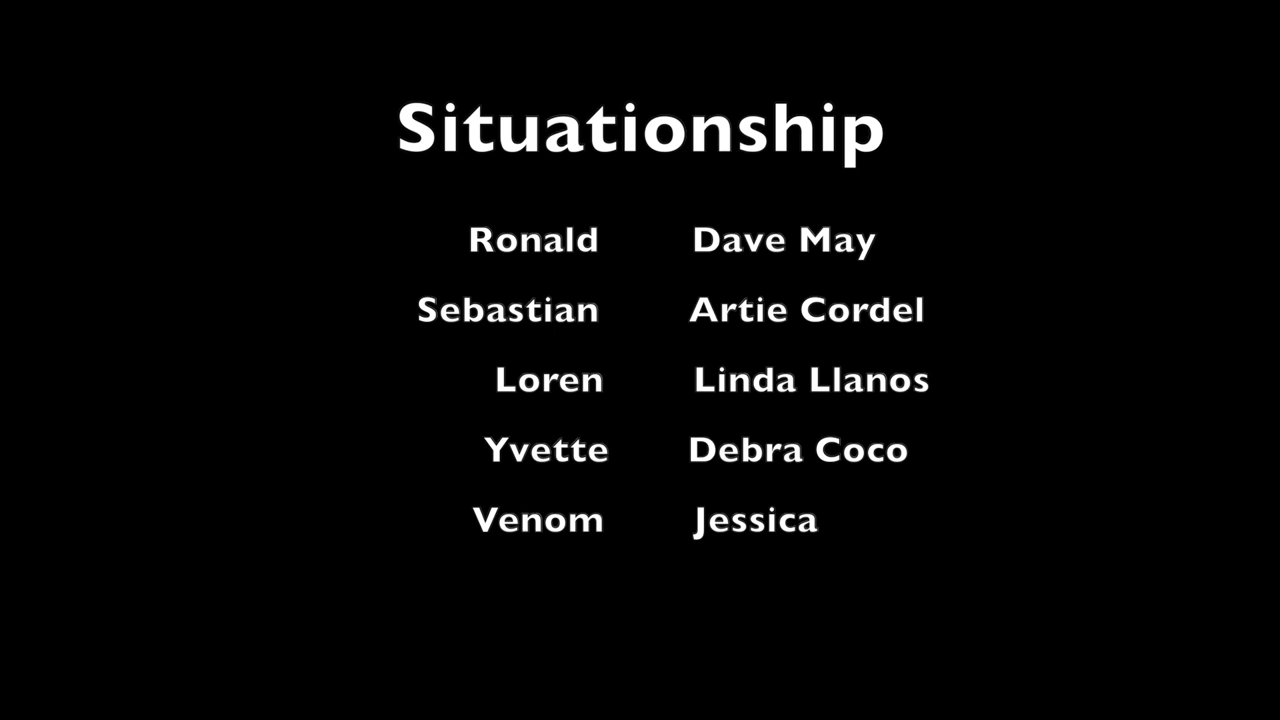 Situationship
Ronald Dave May
Sebastian Artie Cordel
Loren Linda Llanos
Yvette Debra Coco
Venom Jessica